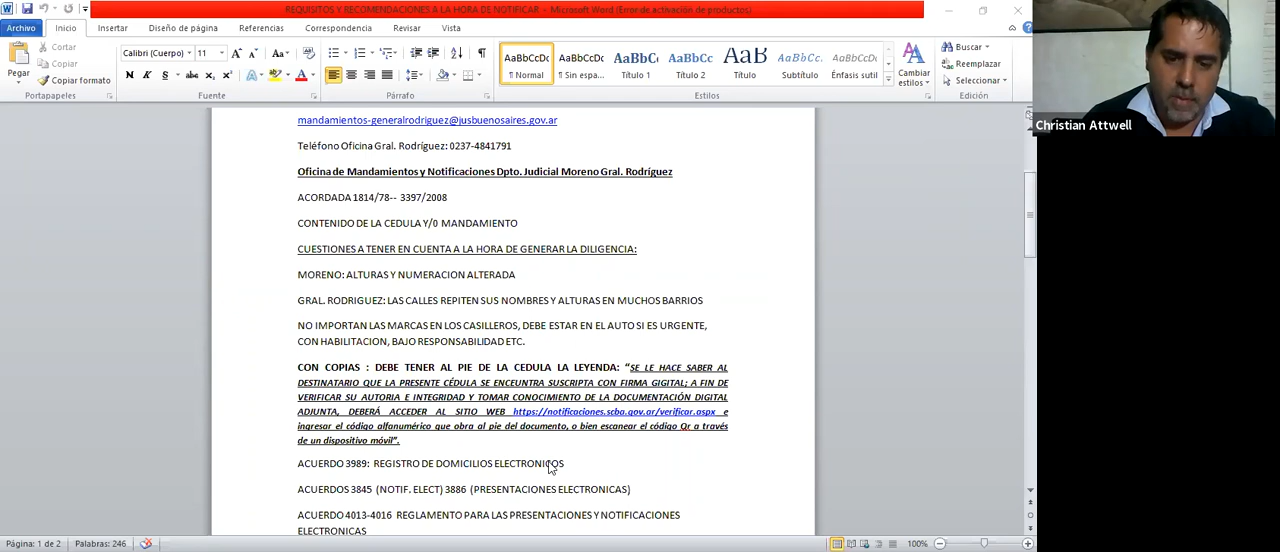 REQUISITOS Y RECOMENDACIONES A LA HORA DE NOTIFICAR - Microsoft Word (Error de activación de productos)
Archivo Inicio Insertar Diseño de página Referencias Correspondencia Revisar Vista
Pegar
Cortar
Copiar
Copiar formato
Portapapeles
Calibri (Cuerpo) 11
Fuente
Párrafo
AaBbCcDc AaBbCcDc AaBbC AaBbCc AaB AaBbCc. AaBbCcDc
¶ Normal ¶ Sin espa... Título 1 Título 2 Título Subtítulo Énfasis sutil
Estilos
Cambiar estilos
Buscar
Reemplazar
Seleccionar
Edición
Christian Attwell
mandamientos-generalrodriguez@jusbuenosaires.gov.ar
Teléfono Oficina Gral. Rodríguez: 0237-4841791
Oficina de Mandamientos y Notificaciones Dpto. Judicial Moreno Gral. Rodríguez
ACORDADA 1814/78-- 3397/2008
CONTENIDO DE LA CEDULA Y/0 MANDAMIENTO
CUESTIONES A TENER EN CUENTA A LA HORA DE GENERAR LA DILIGENCIA:
MORENO: ALTURAS Y NUMERACION ALTERADA
GRAL. RODRIGUEZ: LAS CALLES REPITEN SUS NOMBRES Y ALTURAS EN MUCHOS BARRIOS
NO IMPORTAN LAS MARCAS EN LOS CASILLEROS, DEBE ESTAR EN EL AUTO SI ES URGENTE,
CON HABILITACION, BAJO RESPONSABILIDAD ETC.
CON COPIAS : DEBE TENER AL PIE DE LA CEDULA LA LEYENDA: “SE LE HACE SABER AL
DESTINATARIO QUE LA PRESENTE CÉDULA SE ENCEUNTRA SUSCRIPTA CON FIRMA GIGITAL; A FIN DE
VERIFICAR SU AUTORIA E INTEGRIDAD Y TOMAR CONOCIMIENTO DE LA DOCUMENTACIÓN DIGITAL
ADJUNTA, DEBERÁ ACCEDER AL SITIO WEB https://notificaciones.scba.gov.ar/verificar.aspx e
ingresar el código alfanumérico que obra al pie del documento, o bien escanear el código Qr a través
de un dispositivo móvil”.
ACUERDO 3989: REGISTRO DE DOMICILIOS ELECTRONICOS
ACUERDOS 3845 (NOTIF. ELECT) 3886 (PRESENTACIONES ELECTRONICAS)
ACUERDO 4013-4016 REGLAMENTO PARA LAS PRESENTACIONES Y NOTIFICACIONES
ELECTRONICAS
Página: 1 de 2 Palabras: 246 100%